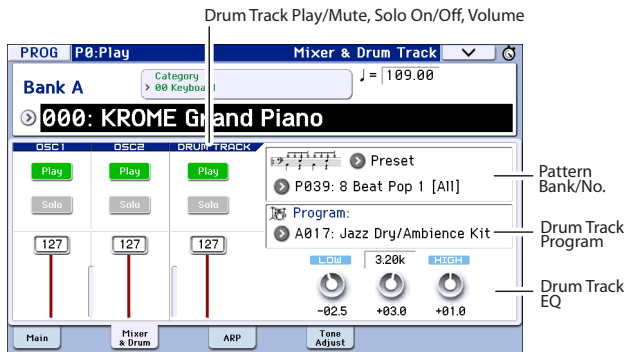 Drum Track Play/Mute, Solo On/Off, Volume
PROG P0:Play Mixer & Drum Track
Bank A
Category
00 Keyboard
♩= 109.00
000: KROME Grand Piano
OSC1 OSC2 DRUM TRACK
Play Play Play
Solo Solo Solo
127 127 127
Preset
P039: 8 Beat Pop 1 [All]
Program:
A017: Jazz Dry/Ambience Kit
LOW 3.20k HIGH
-02.5 +03.0 +01.0
Pattern
Bank/No.
Drum Track
Program
Drum Track
EQ
Main
Mixer
& Drum
ARP
Tone
Adjust